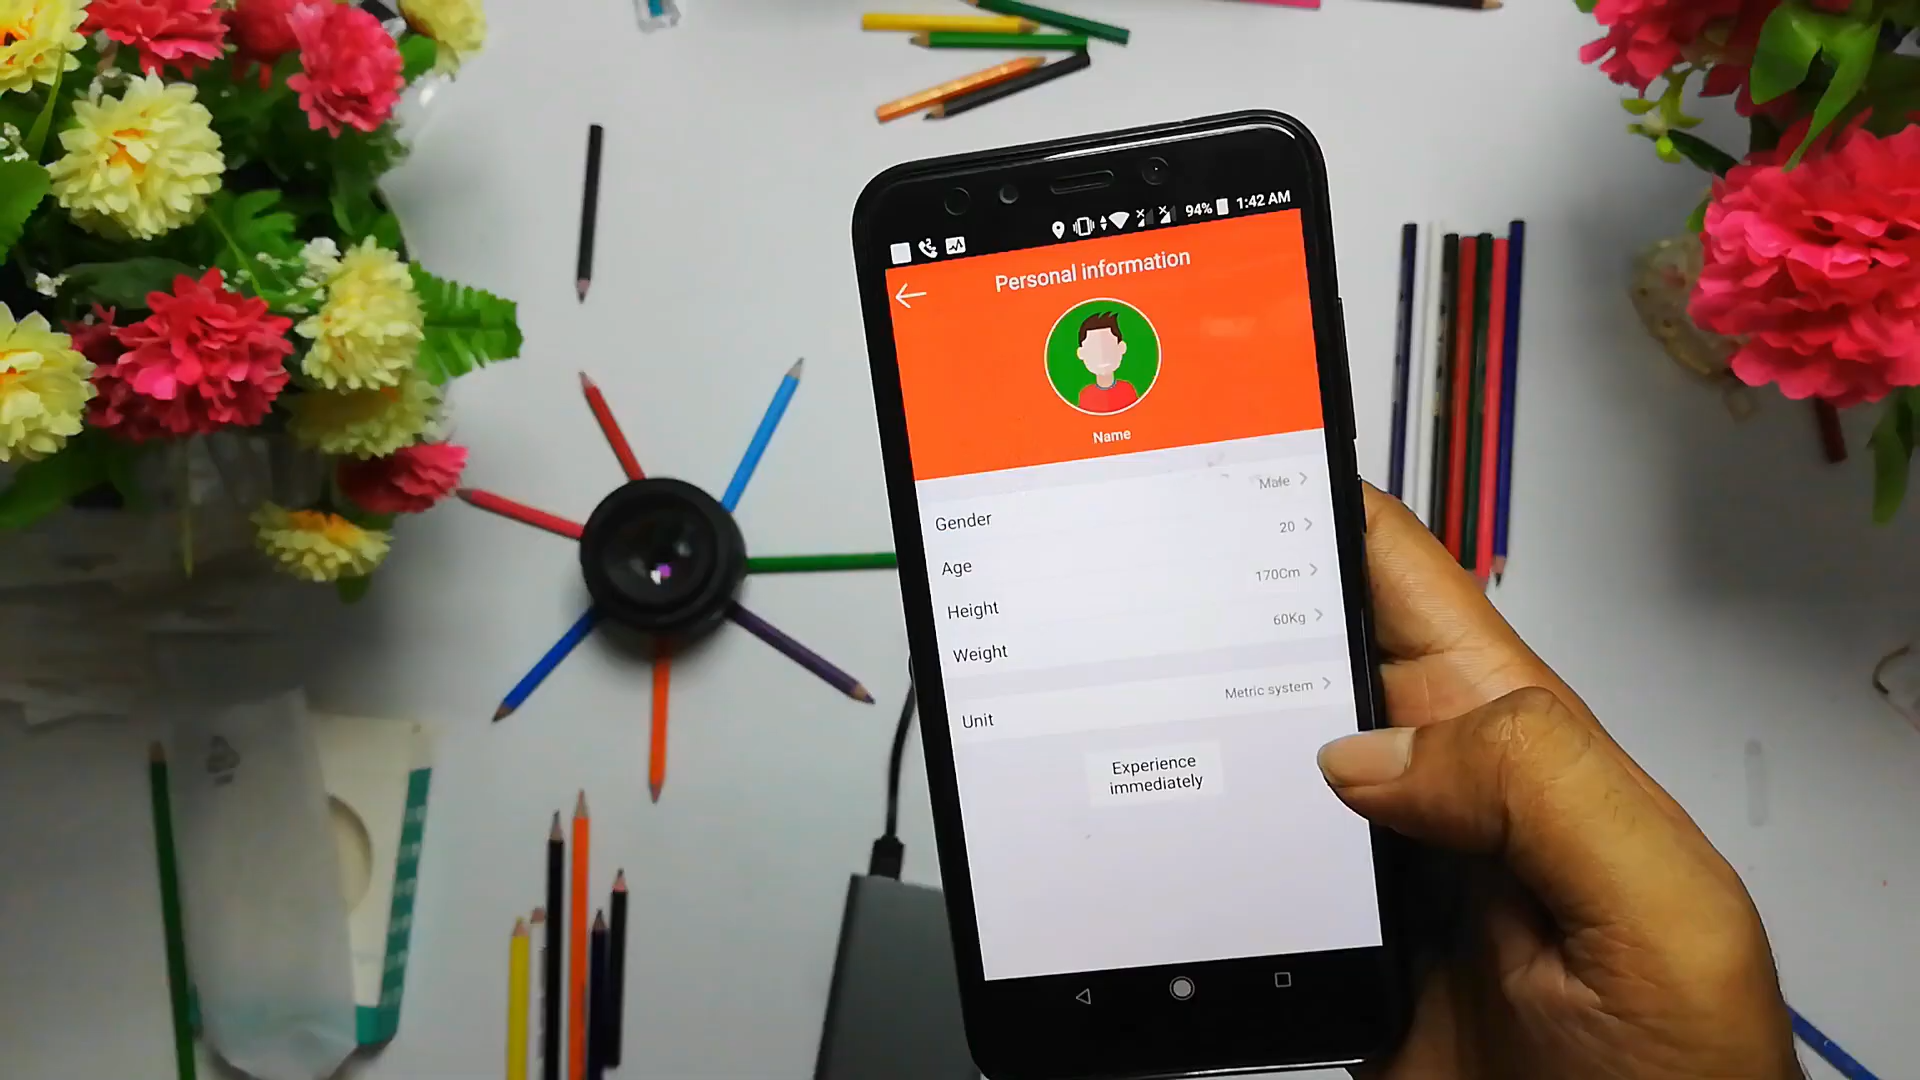 94% 1:42 AM
Personal information
Name
Gender Male
Age 20
Height 170Cm
Weight 60Kg
Unit Metric system
Experience
immediately